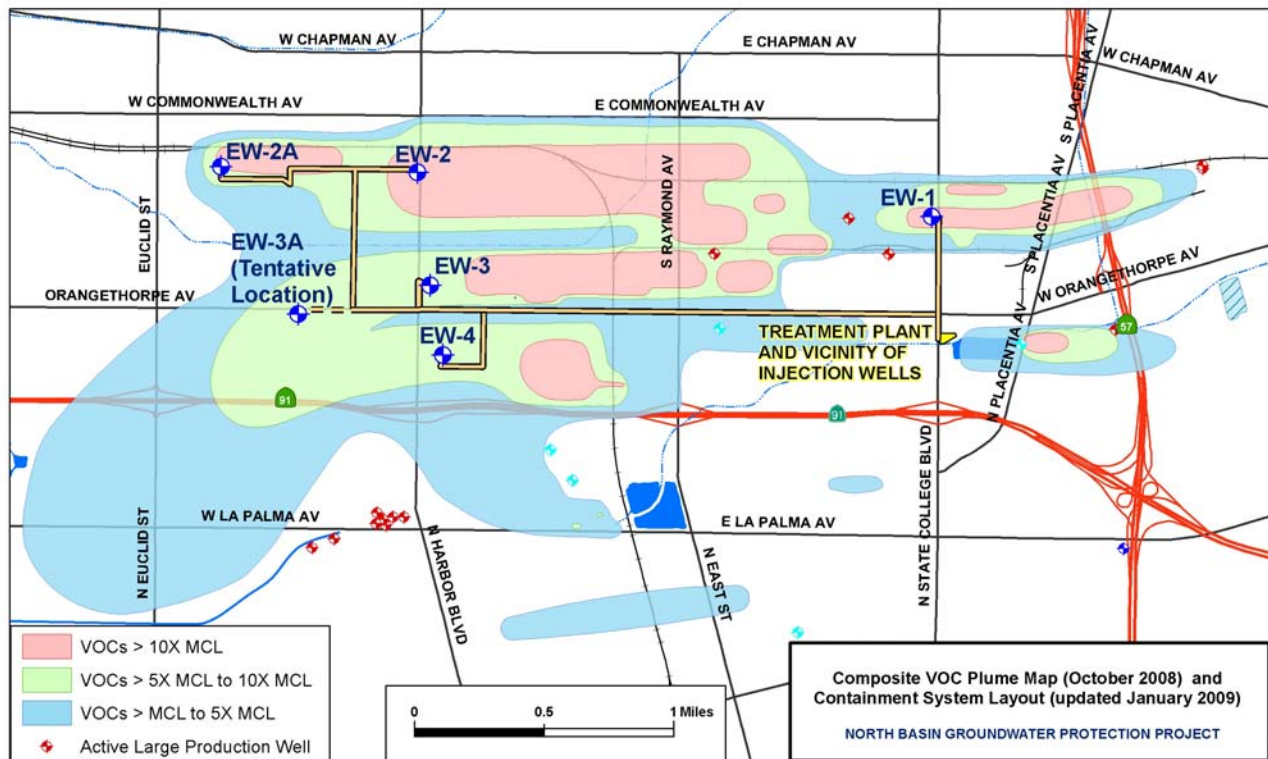 W CHAPMAN AV
E CHAPMAN AV
W CHAPMAN AV
W COMMONWEALTH AV
E COMMONWEALTH AV
S PLACENTIA AV
EW-2A
EW-2
EW-1
S RAYMOND AV
S PLACENTIA AV
EUCLID ST
EW-3A
(Tentative
Location)
EW-3
W ORANGETHORPE AV
ORANGETHORPE AV
EW-4
TREATMENT PLANT
AND VICINITY OF
INJECTION WELLS
57
N PLACENTIA AV
91
91
N EUCLID ST
W LA PALMA AV
E LA PALMA AV
N HARBOR BLVD
N EAST ST
N STATE COLLEGE BLVD
VOCs > 10X MCL
VOCs > 5X MCL to 10X MCL
VOCs > MCL to 5X MCL
Active Large Production Well
0 0.5 1 Miles
Composite VOC Plume Map (October 2008) and
Containment System Layout (updated January 2009)
NORTH BASIN GROUNDWATER PROTECTION PROJECT